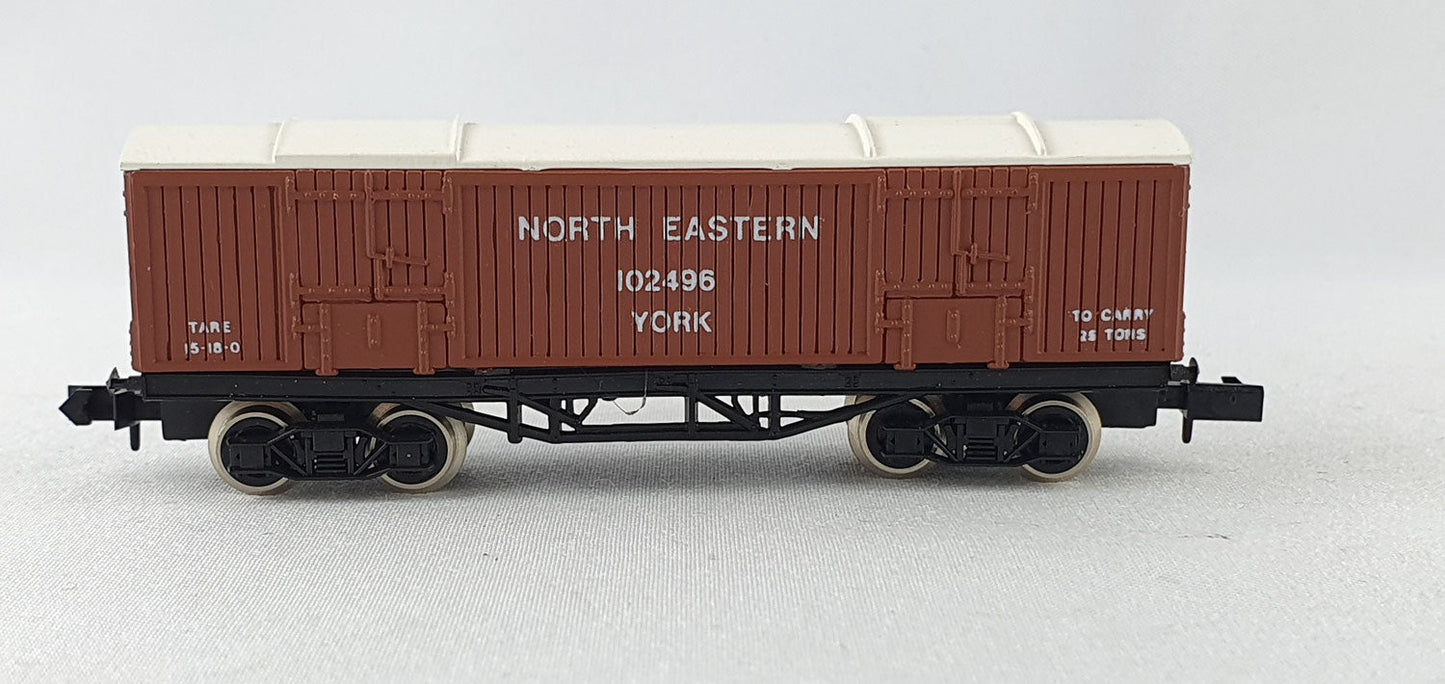 NORTH EASTERN
102496
YORK
TARE
15-18-0
TO CARRY
25 TONS